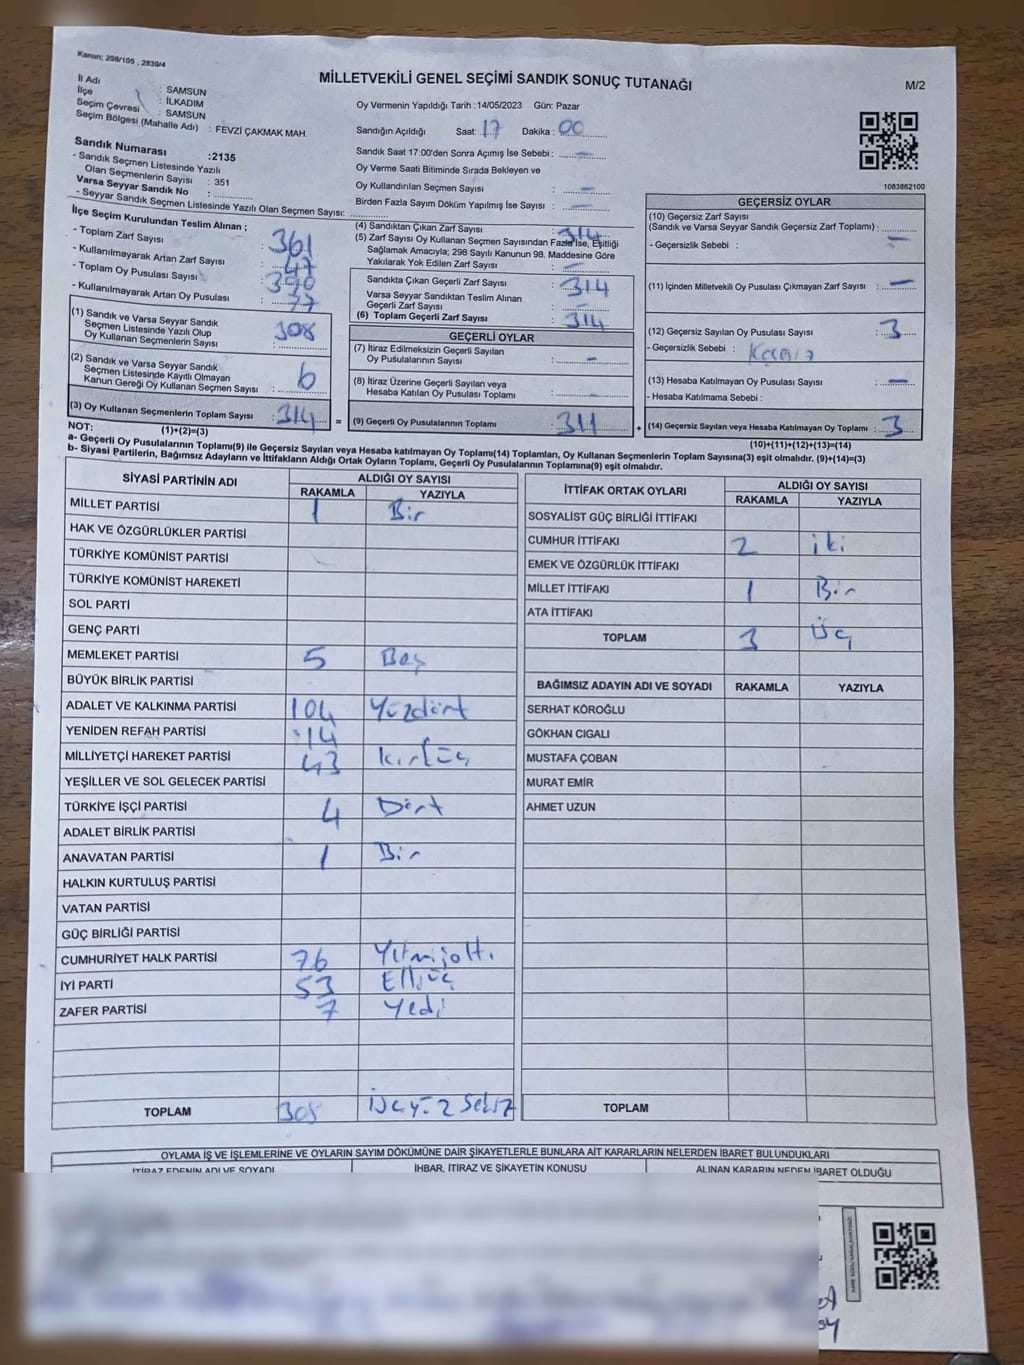 Kanun; 298/105 , 2839/4
MİLLETVEKİLİ GENEL SEÇİMİ SANDIK SONUÇ TUTANAĞI
M/2
İl Adı : SAMSUN
İlçe : İLKADIM
Seçim Çevresi : SAMSUN
Seçim Bölgesi (Mahalle Adı) : FEVZİ ÇAKMAK MAH.
Sandık Numarası :2135
- Sandık Seçmen Listesinde Yazılı
Olan Seçmenlerin Sayısı : 351
Varsa Seyyar Sandık No :
- Seyyar Sandık Seçmen Listesinde Yazılı Olan Seçmen Sayısı:
Oy Vermenin Yapıldığı Tarih :14/05/2023 Gün: Pazar
Sandığın Açıldığı Saat: 17 Dakika : 00
Sandık Saat 17:00'den Sonra Açımış İse Sebebi : -
Oy Verme Saati Bitiminde Sırada Bekleyen ve
Oy Kullandırılan Seçmen Sayısı : -
Birden Fazla Sayım Döküm Yapılmış İse Sayısı : -
1083862100
İlçe Seçim Kurulundan Teslim Alınan ;
- Toplam Zarf Sayısı : 361
- Kullanılmayarak Artan Zarf Sayısı : 47
- Toplam Oy Pusulası Sayısı : 390
- Kullanılmayarak Artan Oy Pusulası : 77
(1) Sandık ve Varsa Seyyar Sandık
Seçmen Listesinde Yazılı Olup
Oy Kullanan Seçmenlerin Sayısı : 308
(2) Sandık ve Varsa Seyyar Sandık
Seçmen Listesinde Kayıtlı Olmayan
Kanun Gereği Oy Kullanan Seçmen Sayısı : 6
(3) Oy Kullanan Seçmenlerin Toplam Sayısı : 314 =
(4) Sandıktan Çıkan Zarf Sayısı : 314
(5) Zarf Sayısı Oy Kullanan Seçmen Sayısından Fazla İse, Eşitliği
Sağlamak Amacıyla; 298 Sayılı Kanunun 98. Maddesine Göre
Yakılarak Yok Edilen Zarf Sayısı : -
Sandıkta Çıkan Geçerli Zarf Sayısı : 314
Varsa Seyyar Sandıktan Teslim Alınan
Geçerli Zarf Sayısı : -
(6) Toplam Geçerli Zarf Sayısı : 314
GEÇERLİ OYLAR
(7) İtiraz Edilmeksizin Geçerli Sayılan
Oy Pusulalarının Sayısı : -
(8) İtiraz Üzerine Geçerli Sayılan veya
Hesaba Katılan Oy Pusulası Toplamı :
(9) Geçerli Oy Pusulalarının Toplamı : 311 +
GEÇERSİZ OYLAR
(10) Geçersiz Zarf Sayısı
(Sandık ve Varsa Seyyar Sandık Geçersiz Zarf Toplamı) :
- Geçersizlik Sebebi : -
(11) İçinden Milletvekili Oy Pusulası Çıkmayan Zarf Sayısı : -
(12) Geçersiz Sayılan Oy Pusulası Sayısı : 3
- Geçersizlik Sebebi :
(13) Hesaba Katılmayan Oy Pusulası Sayısı : -
- Hesaba Katılmama Sebebi :
(14) Geçersiz Sayılan veya Hesaba Katılmayan Oy Toplamı : 3
NOT: (1)+(2)=(3)
(10)+(11)+(12)+(13)=(14)
a- Geçerli Oy Pusulalarının Toplamı(9) ile Geçersiz Sayılan veya Hesaba katılmayan Oy Pusulası Toplamı(14) Toplamları, Oy Kullanan Seçmenlerin Toplam Sayısına(3) eşit olmalıdır. (9)+(14)=(3)
b- Siyasi Partilerin, Bağımsız Adayların ve İttifakların Aldığı Ortak Oyların Toplamı, Geçerli Oy Pusulalarının Toplamına(9) eşit olmalıdır.
SİYASİ PARTİNİN ADI ALDIĞI OY SAYISI
RAKAMLA YAZIYLA
MİLLET PARTİSİ 1 Bir
HAK VE ÖZGÜRLÜKLER PARTİSİ
TÜRKİYE KOMÜNİST PARTİSİ
TÜRKİYE KOMÜNİST HAREKETİ
SOL PARTİ
GENÇ PARTİ
MEMLEKET PARTİSİ 5 Beş
BÜYÜK BİRLİK PARTİSİ
ADALET VE KALKINMA PARTİSİ 104 Yüzdört
YENİDEN REFAH PARTİSİ 14
MİLLİYETÇİ HAREKET PARTİSİ 43 Kırküç
YEŞİLLER VE SOL GELECEK PARTİSİ
TÜRKİYE İŞÇİ PARTİSİ 4 Dört
ADALET BİRLİK PARTİSİ
ANAVATAN PARTİSİ 1 Bir
HALKIN KURTULUŞ PARTİSİ
VATAN PARTİSİ
GÜÇ BİRLİĞİ PARTİSİ
CUMHURİYET HALK PARTİSİ 76 Yetmişaltı
İYİ PARTİ 53 Elliüç
ZAFER PARTİSİ 7 Yedi
TOPLAM 308 Üçyüz Sekiz
İTTİFAK ORTAK OYLARI ALDIĞI OY SAYISI
RAKAMLA YAZIYLA
SOSYALİST GÜÇ BİRLİĞİ İTTİFAKI
CUMHUR İTTİFAKI 2 iki
EMEK VE ÖZGÜRLÜK İTTİFAKI
MİLLET İTTİFAKI 1 Bir
ATA İTTİFAKI
TOPLAM 3 Üç
BAĞIMSIZ ADAYIN ADI VE SOYADI RAKAMLA YAZIYLA
SERHAT KÖROĞLU
GÖKHAN CIGALI
MUSTAFA ÇOBAN
MURAT EMİR
AHMET UZUN
TOPLAM
OYLAMA İŞ VE İŞLEMLERİNE VE OYLARIN SAYIM DÖKÜMÜNE DAİR ŞİKAYETLERLE BUNLARA AİT KARARLARIN NELERDEN İBARET BULUNDUKLARI
İTİRAZ EDENİN ADI VE SOYADI İHBAR, İTİRAZ VE ŞİKAYETİN KONUSU ALINAN KARARIN NEDEN İBARET OLDUĞU